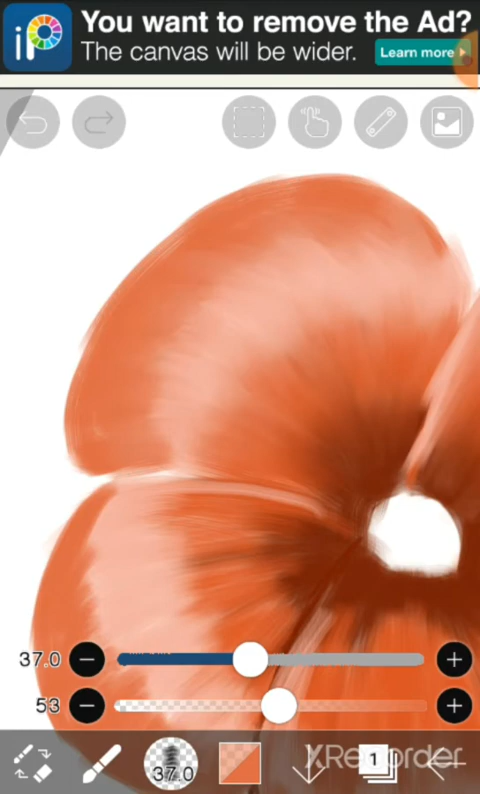 iP
You want to remove the Ad?
The canvas will be wider.
Learn more
37.0
53
37.0
1
XRecorder